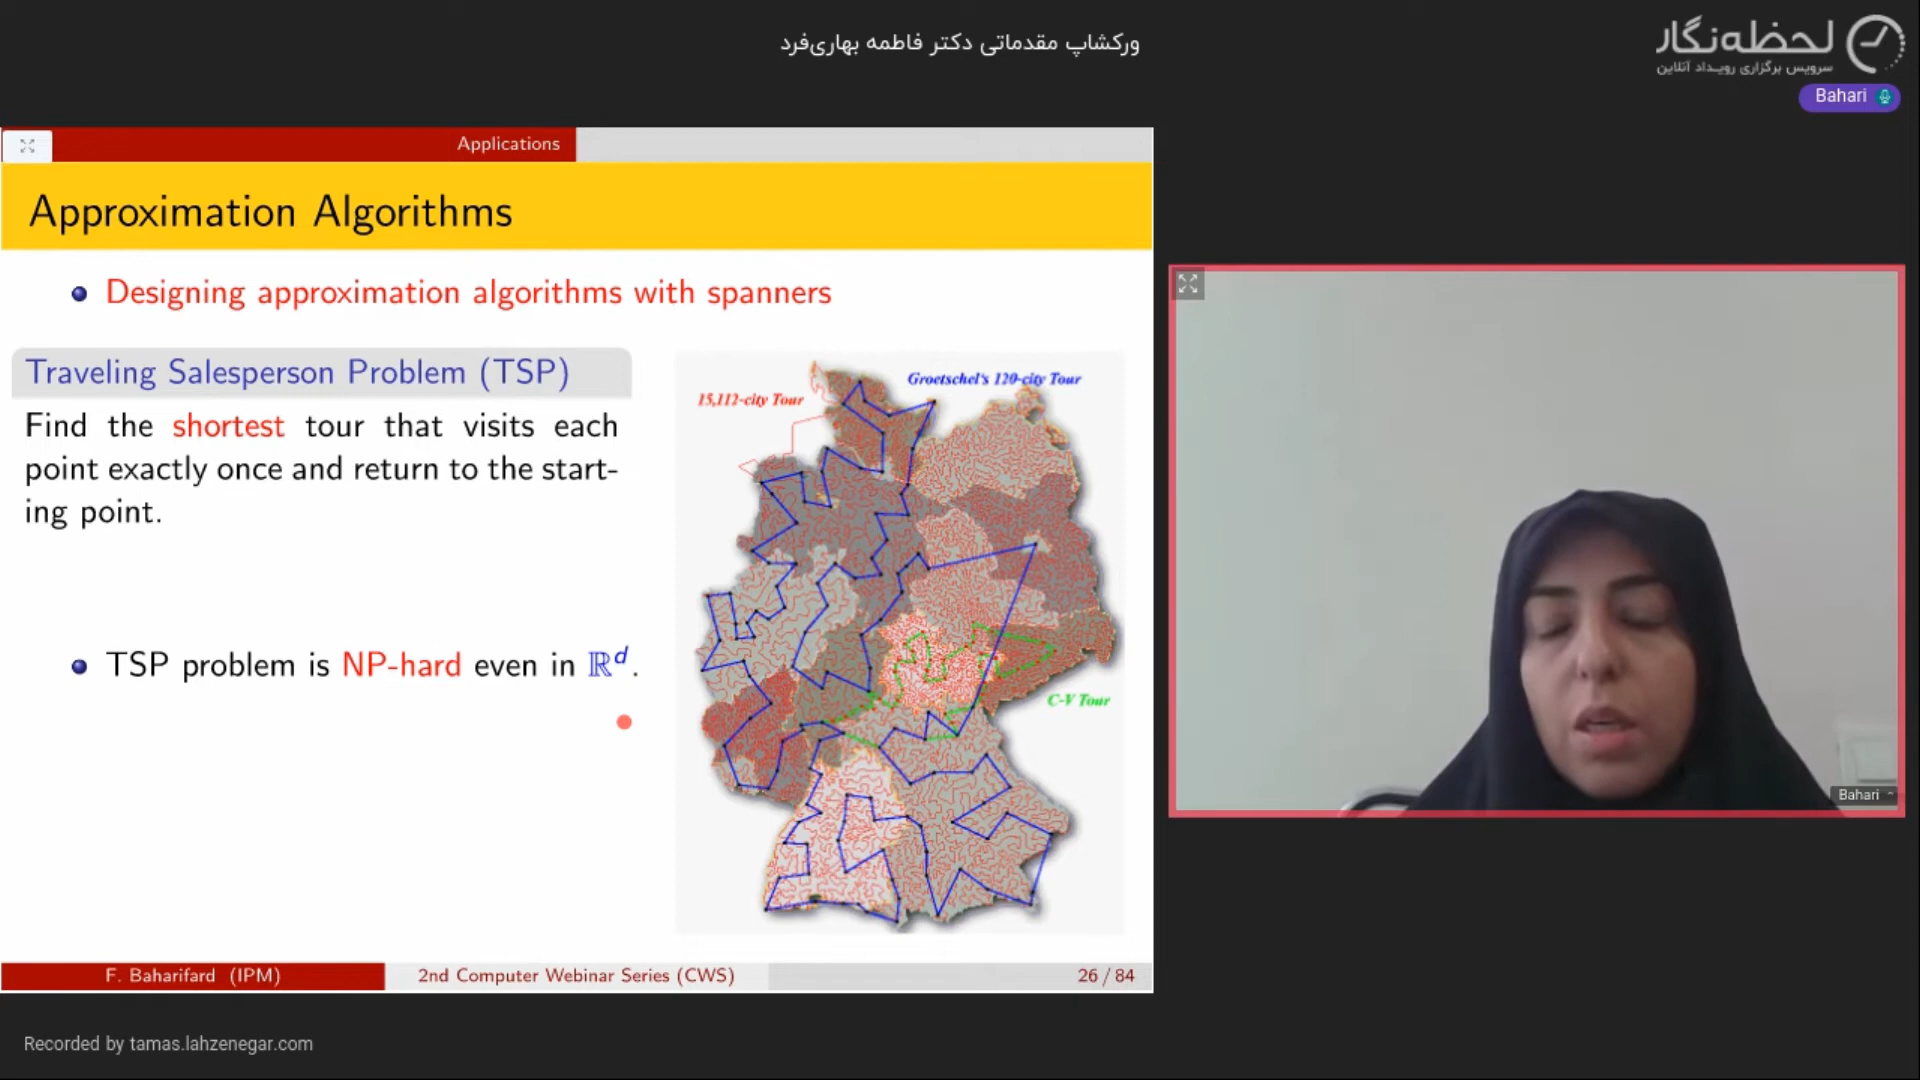 ورکشاپ مقدماتی دکتر فاطمه بهاری‌فرد
لحظه‌نگار
سرویس برگزاری رویداد آنلاین
Bahari
Applications
Approximation Algorithms
Designing approximation algorithms with spanners
Traveling Salesperson Problem (TSP)
Find the shortest tour that visits each
point exactly once and return to the start-
ing point.
TSP problem is NP-hard even in ℝᵈ.
15,112-city Tour
Groetschel's 120-city Tour
C-V Tour
Bahari
F. Baharifard (IPM)
2nd Computer Webinar Series (CWS)
26 / 84
Recorded by tamas.lahzenegar.com